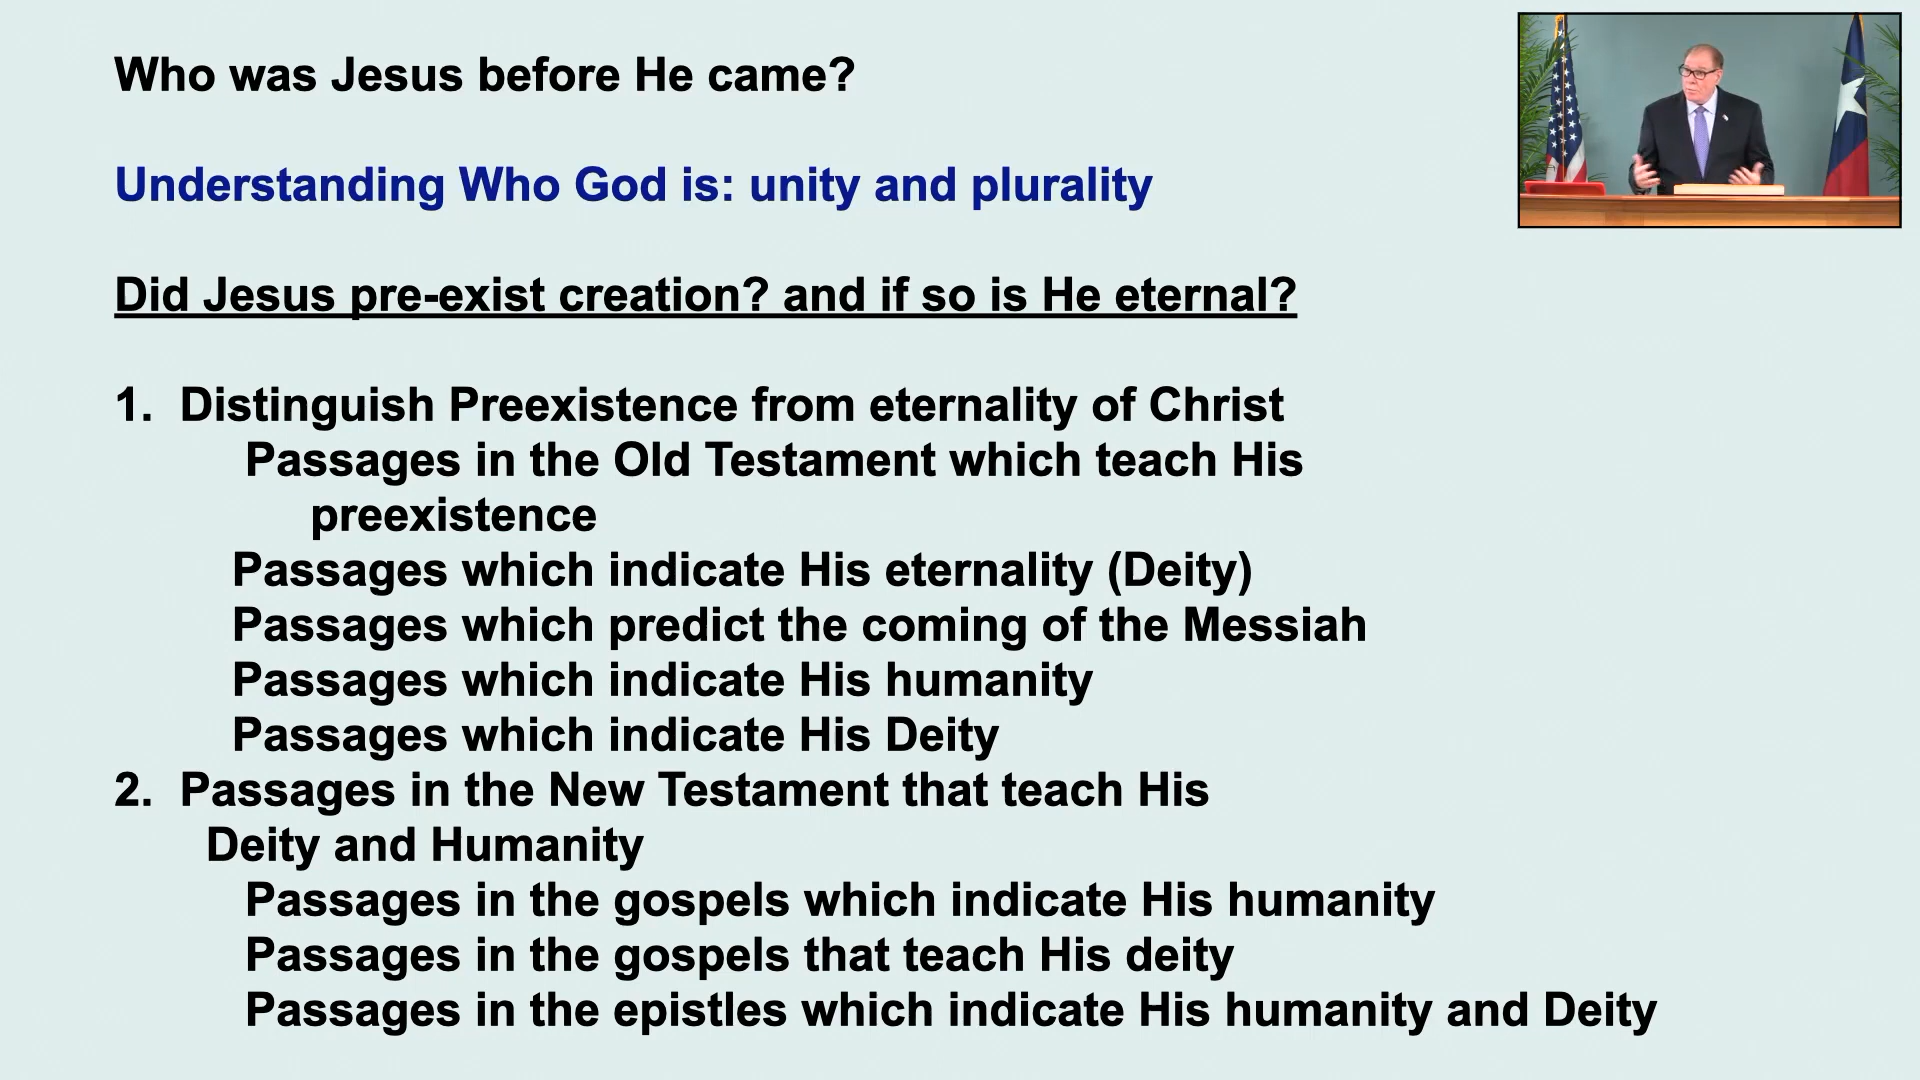 Who was Jesus before He came?
Understanding Who God is: unity and plurality
Did Jesus pre-exist creation? and if so is He eternal?
1. Distinguish Preexistence from eternality of Christ
Passages in the Old Testament which teach His
preexistence
Passages which indicate His eternality (Deity)
Passages which predict the coming of the Messiah
Passages which indicate His humanity
Passages which indicate His Deity
2. Passages in the New Testament that teach His
Deity and Humanity
Passages in the gospels which indicate His humanity
Passages in the gospels that teach His deity
Passages in the epistles which indicate His humanity and Deity